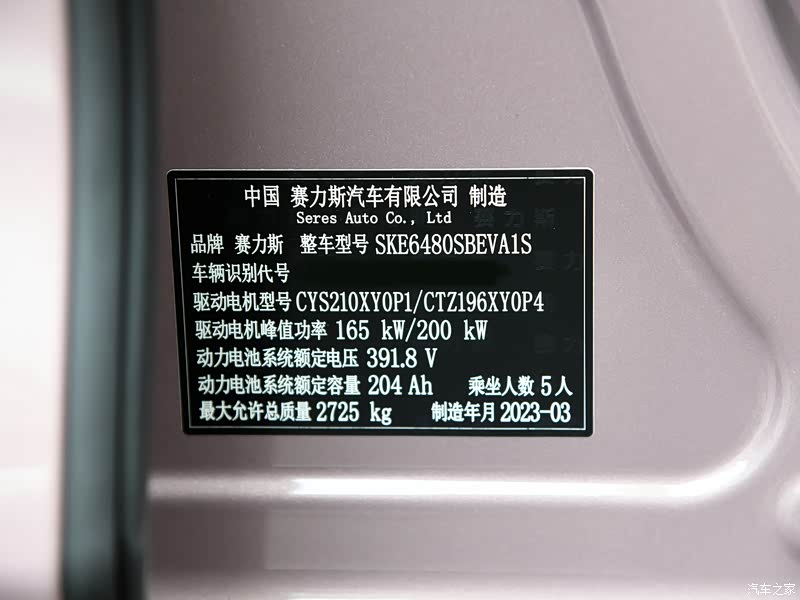 中国 赛力斯汽车有限公司 制造
Seres Auto Co., Ltd
品牌 赛力斯 整车型号 SKE6480SBEVA1S
车辆识别代号
驱动电机型号 CYS210XY0P1/CTZ196XY0P4
驱动电机峰值功率 165 kW/200 kW
动力电池系统额定电压 391.8 V
动力电池系统额定容量 204 Ah 乘坐人数 5 人
最大允许总质量 2725 kg 制造年月 2023-03
汽车之家